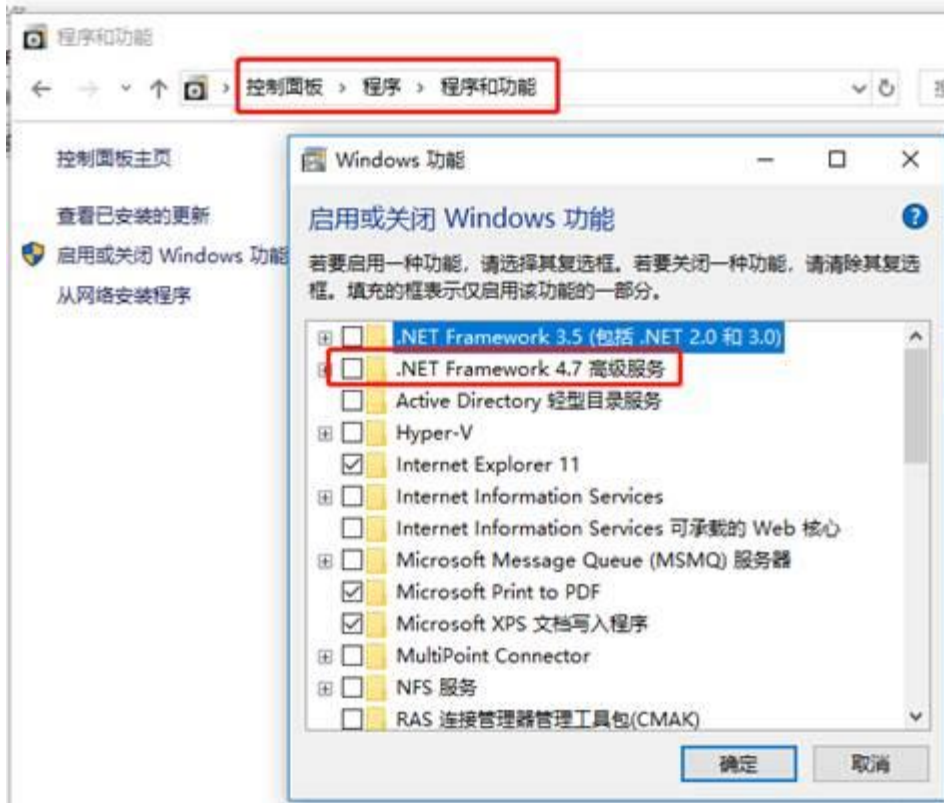 程序和功能
控制面板 › 程序 › 程序和功能
控制面板主页
查看已安装的更新
启用或关闭 Windows 功能
从网络安装程序
Windows 功能
启用或关闭 Windows 功能
若要启用一种功能，请选择其复选框。若要关闭一种功能，请清除其复选
框。填充的框表示仅启用该功能的一部分。
.NET Framework 3.5 (包括 .NET 2.0 和 3.0)
.NET Framework 4.7 高级服务
Active Directory 轻型目录服务
Hyper-V
Internet Explorer 11
Internet Information Services
Internet Information Services 可承载的 Web 核心
Microsoft Message Queue (MSMQ) 服务器
Microsoft Print to PDF
Microsoft XPS 文档写入程序
MultiPoint Connector
NFS 服务
RAS 连接管理器管理工具包(CMAK)
确定 取消